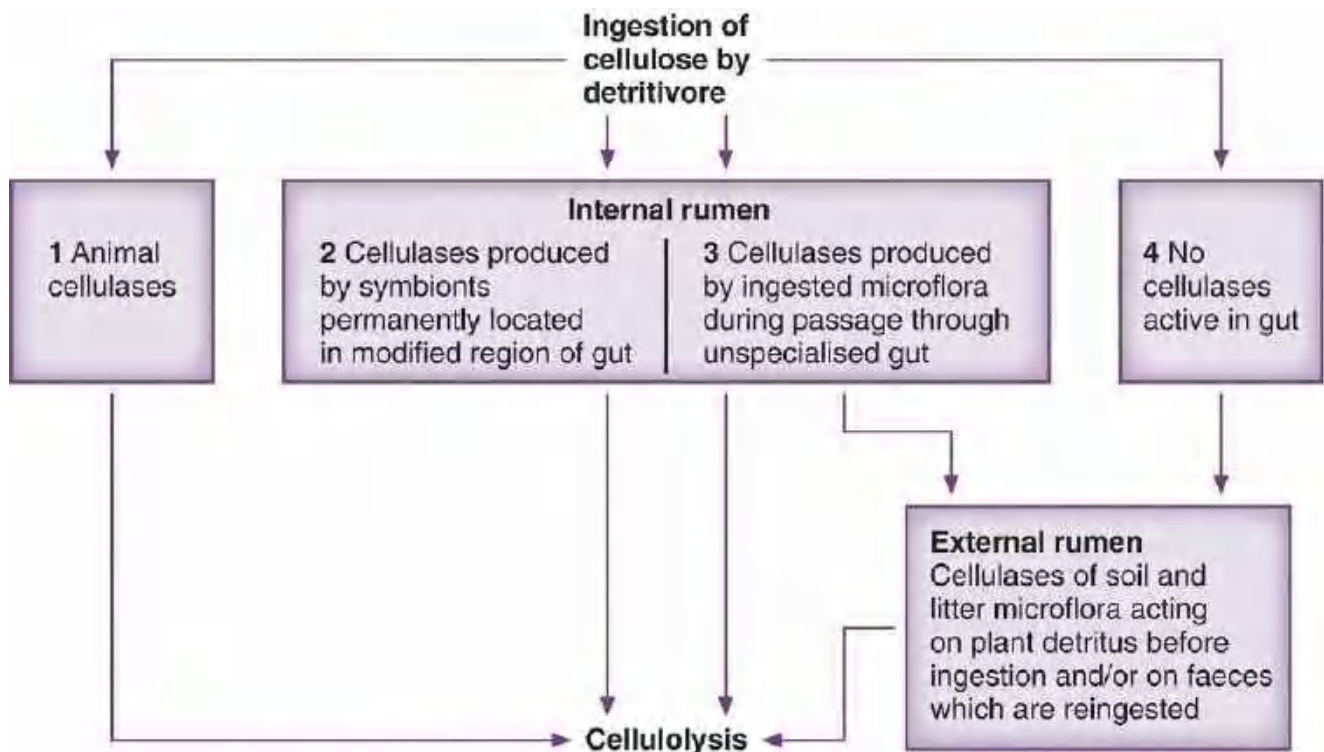 Ingestion of
cellulose by
detritivore
1 Animal
cellulases
Internal rumen
2 Cellulases produced
by symbionts
permanently located
in modified region of gut
3 Cellulases produced
by ingested microflora
during passage through
unspecialised gut
4 No
cellulases
active in gut
External rumen
Cellulases of soil and
litter microflora acting
on plant detritus before
ingestion and/or on faeces
which are reingested
Cellulolysis